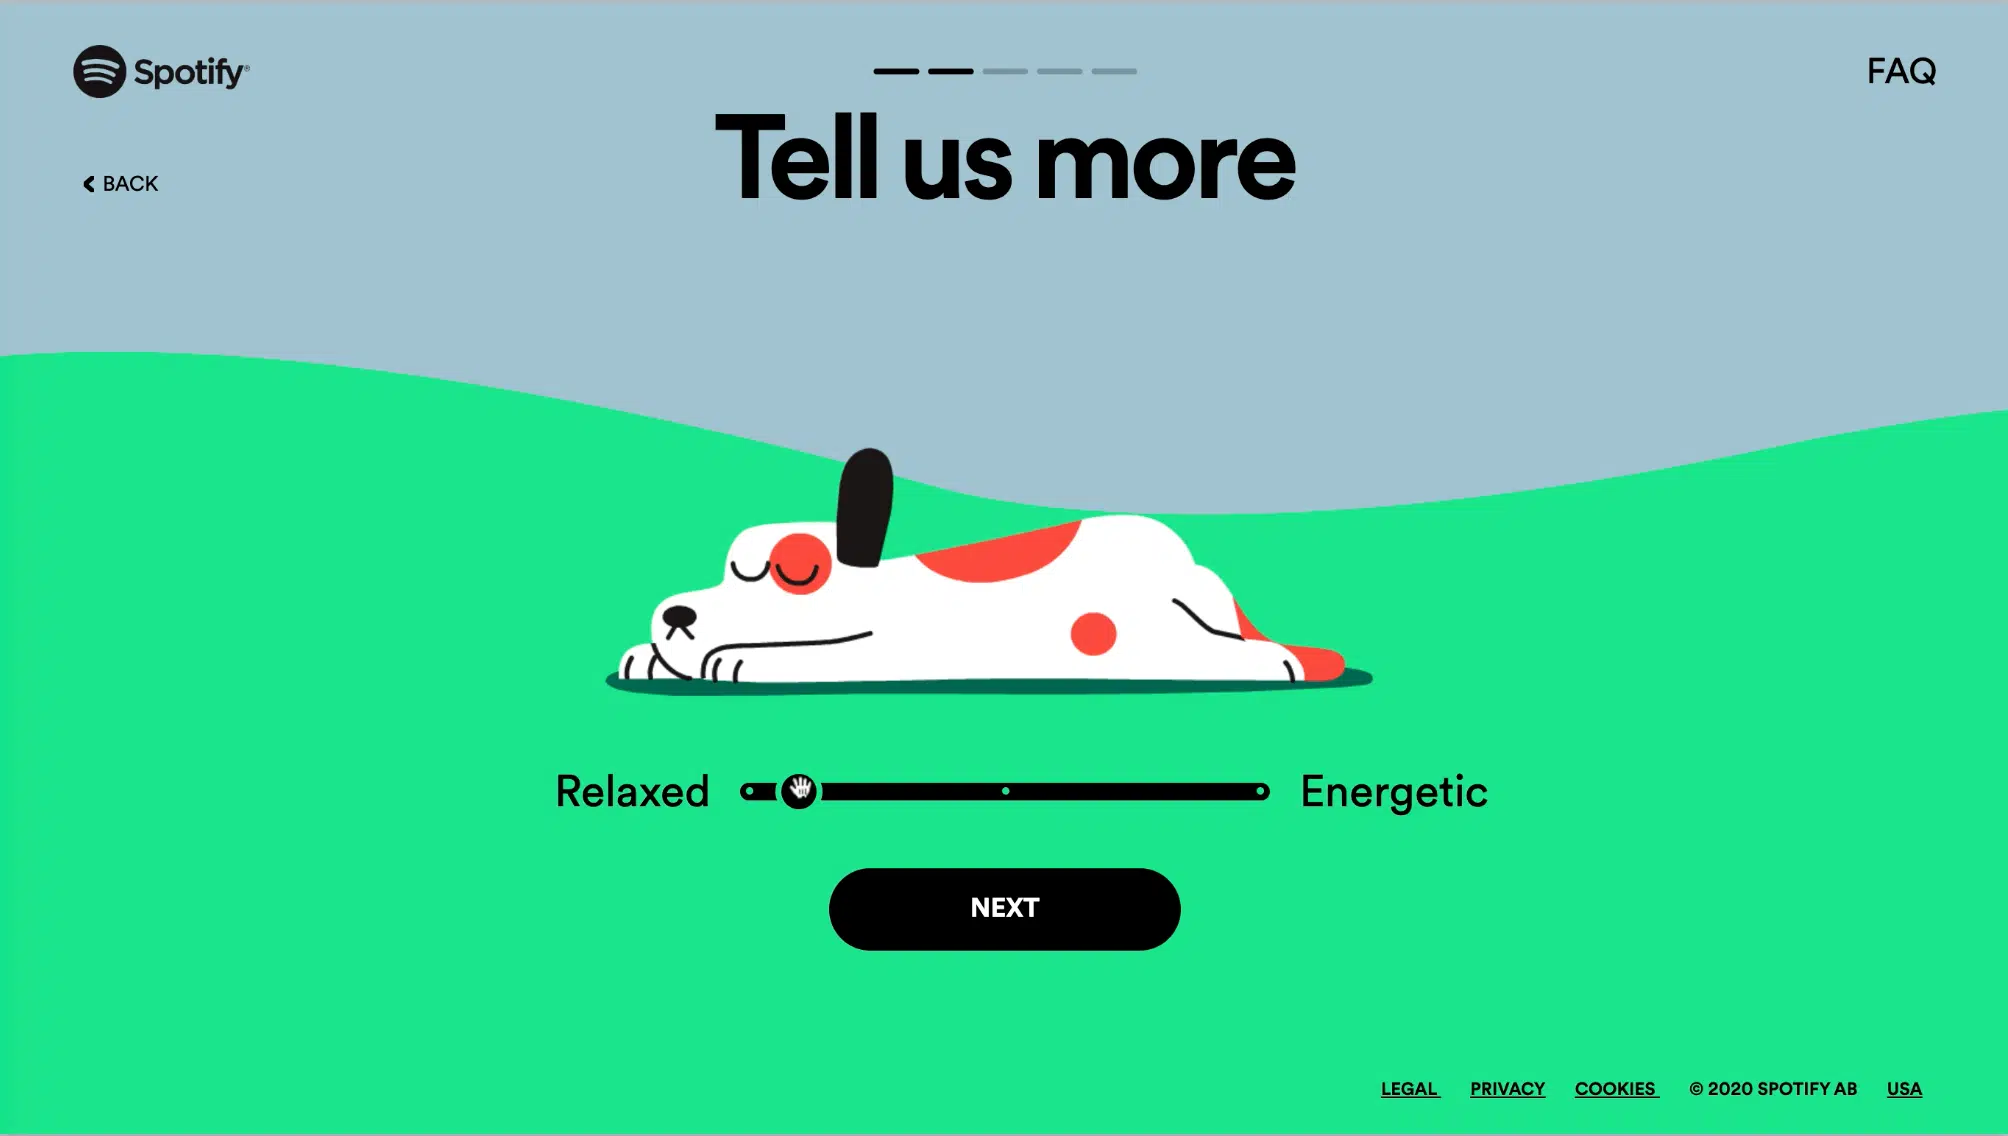 Spotify®
FAQ
Tell us more
BACK
Relaxed
Energetic
NEXT
LEGAL PRIVACY COOKIES © 2020 SPOTIFY AB USA